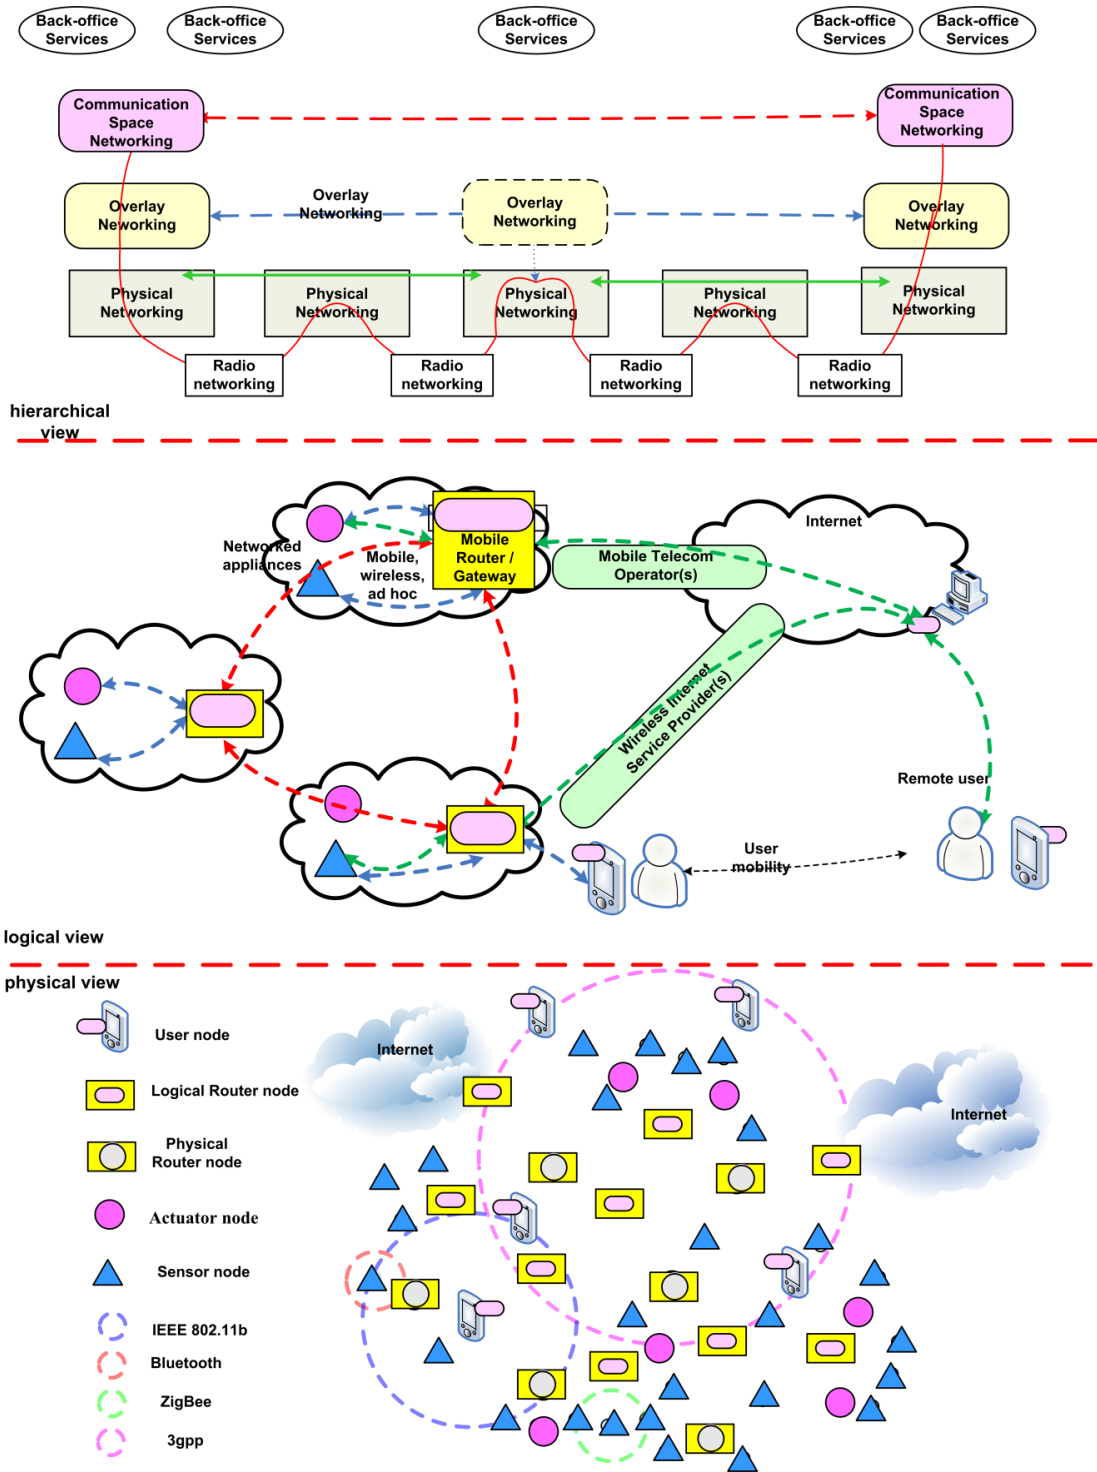 Back-office
Services
Back-office
Services
Back-office
Services
Back-office
Services
Back-office
Services
Communication
Space
Networking
Communication
Space
Networking
Overlay
Networking
Overlay
Networking
Overlay
Networking
Overlay
Networking
Physical
Networking
Physical
Networking
Physical
Networking
Physical
Networking
Physical
Networking
Radio
networking
Radio
networking
Radio
networking
Radio
networking
hierarchical
view
Internet
Networked
appliances
Mobile,
wireless,
ad hoc
Mobile
Router /
Gateway
Mobile Telecom
Operator(s)
Wireless Internet
Service Provider(s)
Remote user
User
mobility
logical view
physical view
User node
Logical Router node
Physical
Router node
Actuator node
Sensor node
IEEE 802.11b
Bluetooth
ZigBee
3gpp
Internet
Internet